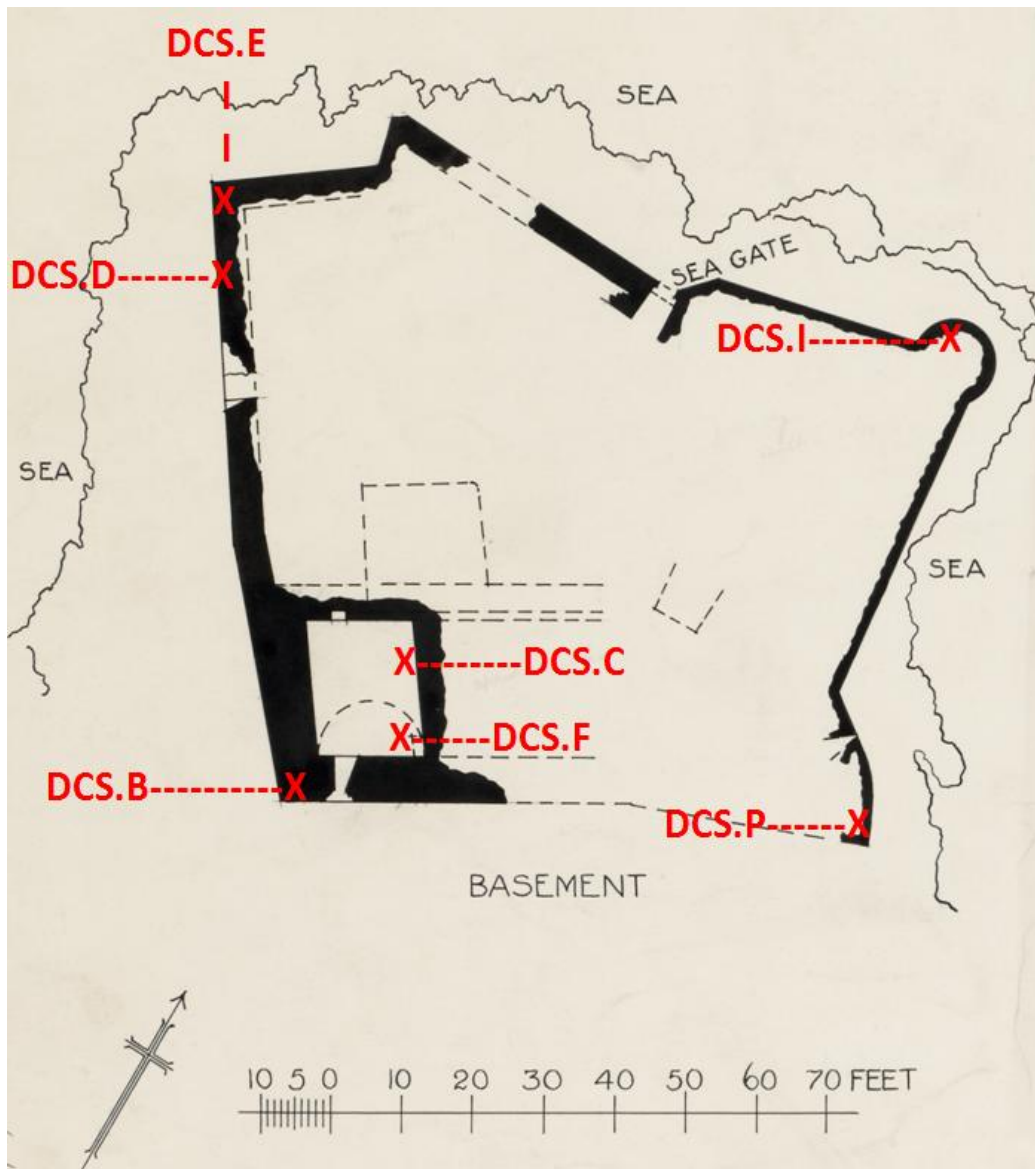 DCS.E
SEA
X
DCS.D-------X
SEA GATE
DCS.I----------X
SEA
SEA
X--------DCS.C
X------DCS.F
DCS.B----------X
DCS.P------X
BASEMENT
10 5 0 10 20 30 40 50 60 70 FEET